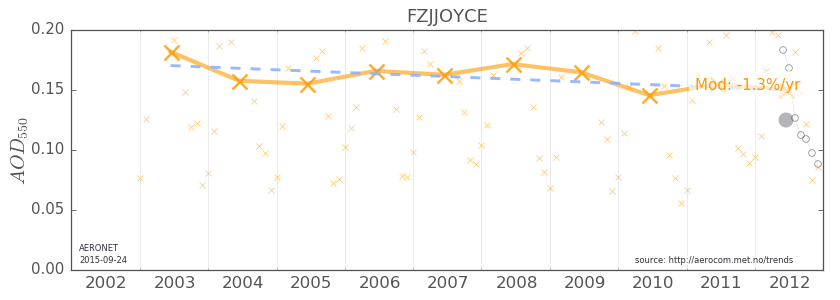 FZJJOYCE
0.20
0.15
0.10
0.05
0.00
AOD550
Mod: -1.3%/yr
AERONET
2015-09-24
source: http://aerocom.met.no/trends
2002 2003 2004 2005 2006 2007 2008 2009 2010 2011 2012